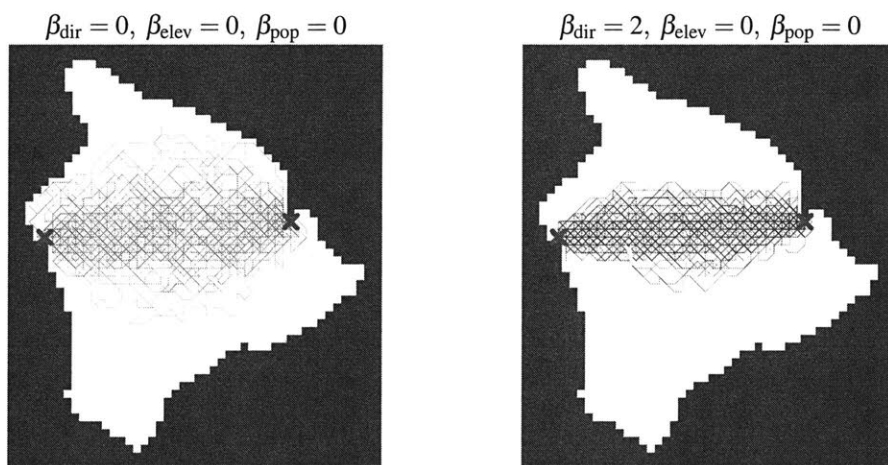 β_dir = 0, β_elev = 0, β_pop = 0
β_dir = 2, β_elev = 0, β_pop = 0